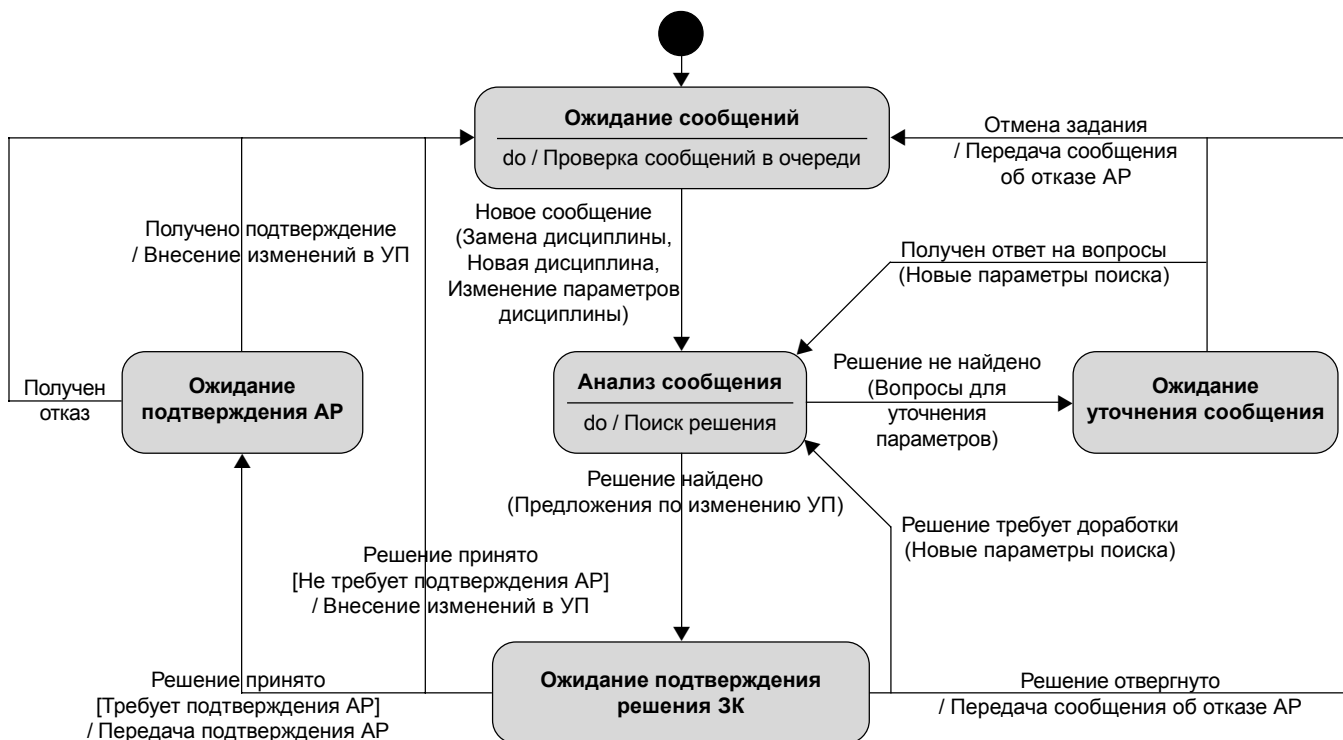 Ожидание сообщений
do / Проверка сообщений в очереди
Отмена задания
/ Передача сообщения
об отказе АР
Новое сообщение
(Замена дисциплины,
Новая дисциплина,
Изменение параметров
дисциплины)
Получено подтверждение
/ Внесение изменений в УП
Получен ответ на вопросы
(Новые параметры поиска)
Получен
отказ
Ожидание
подтверждения АР
Анализ сообщения
do / Поиск решения
Решение не найдено
(Вопросы для
уточнения
параметров)
Ожидание
уточнения сообщения
Решение найдено
(Предложения по изменению УП)
Решение требует доработки
(Новые параметры поиска)
Решение принято
[Не требует подтверждения АР]
/ Внесение изменений в УП
Решение принято
[Требует подтверждения АР]
/ Передача подтверждения АР
Ожидание подтверждения
решения ЗК
Решение отвергнуто
/ Передача сообщения об отказе АР